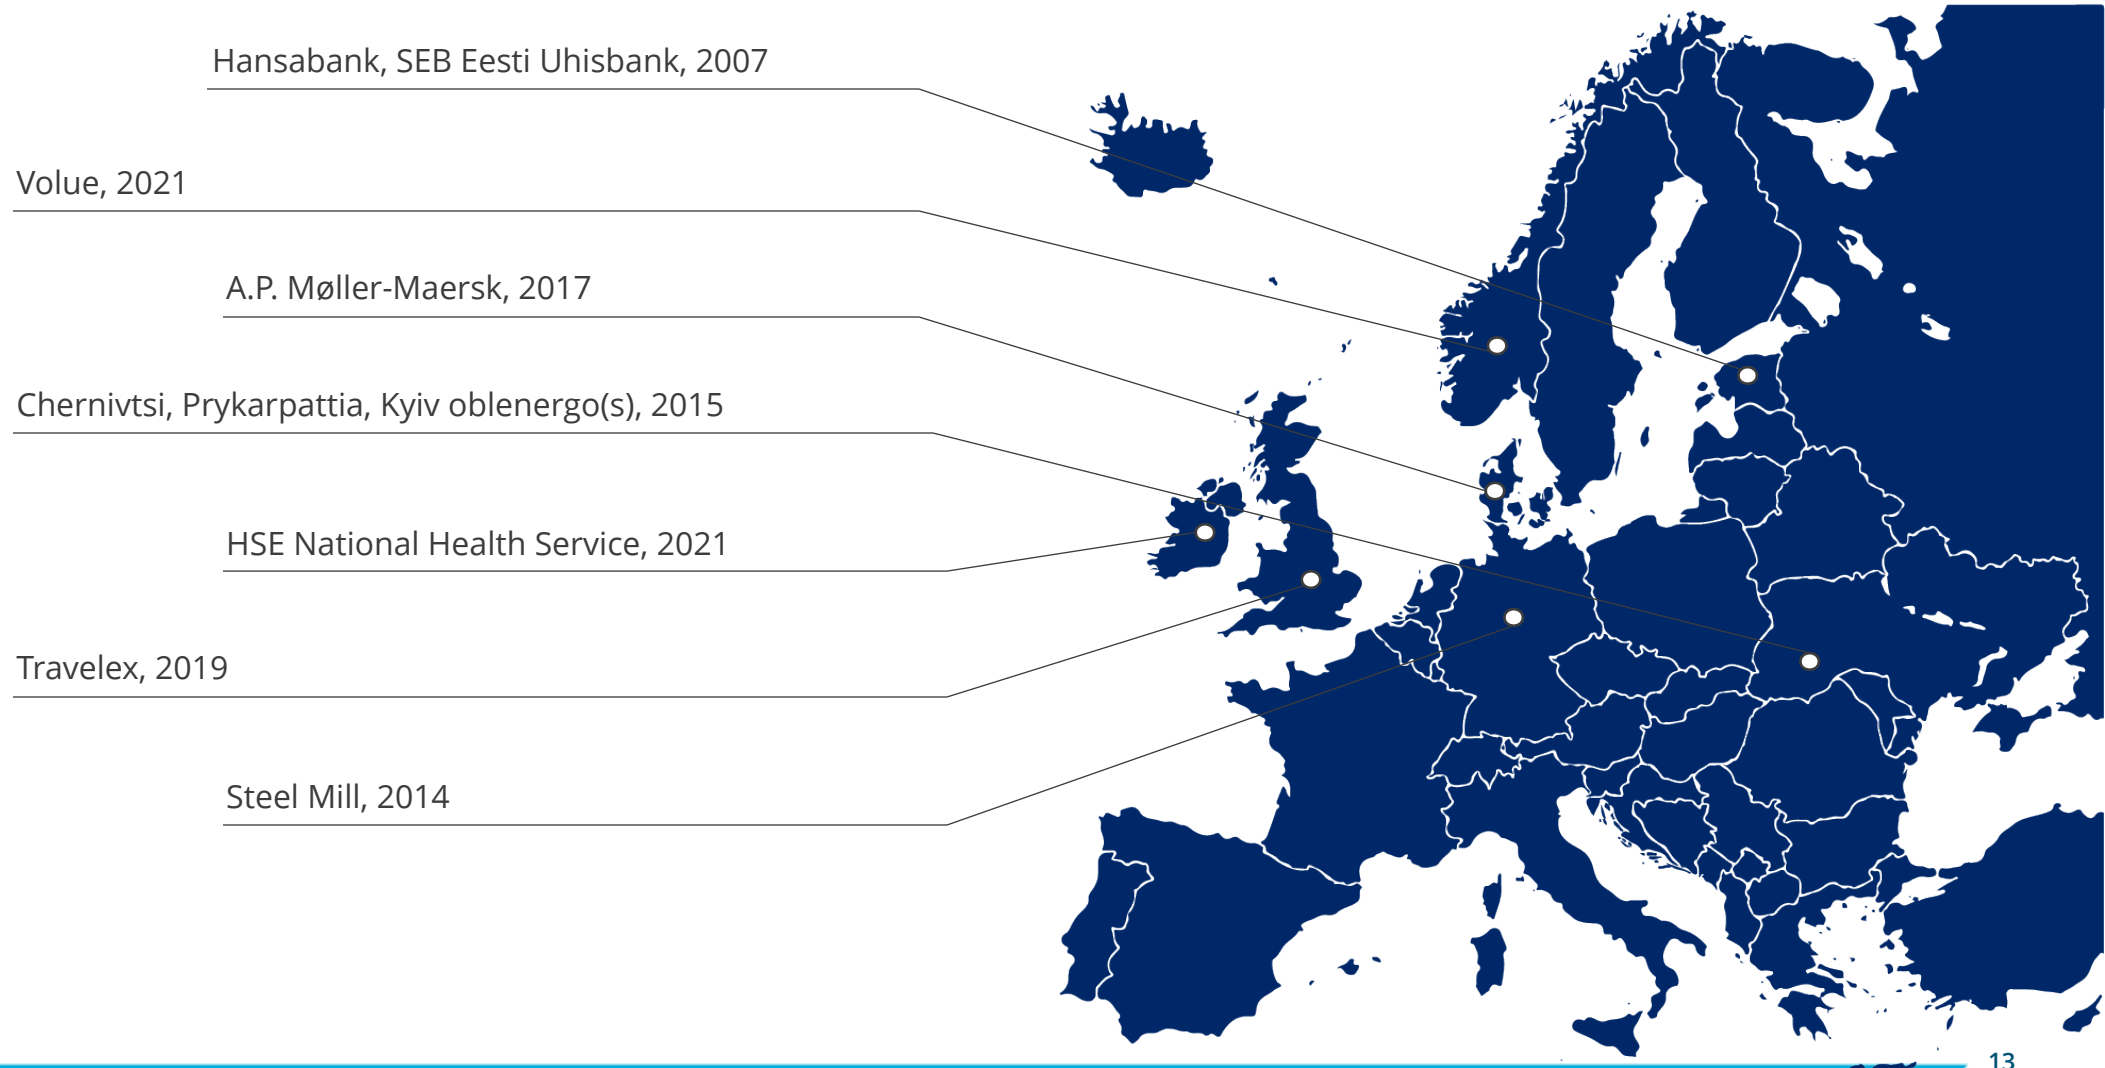 Hansabank, SEB Eesti Uhisbank, 2007
Volue, 2021
A.P. Møller-Maersk, 2017
Chernivtsi, Prykarpattia, Kyiv oblenergo(s), 2015
HSE National Health Service, 2021
Travelex, 2019
Steel Mill, 2014
13